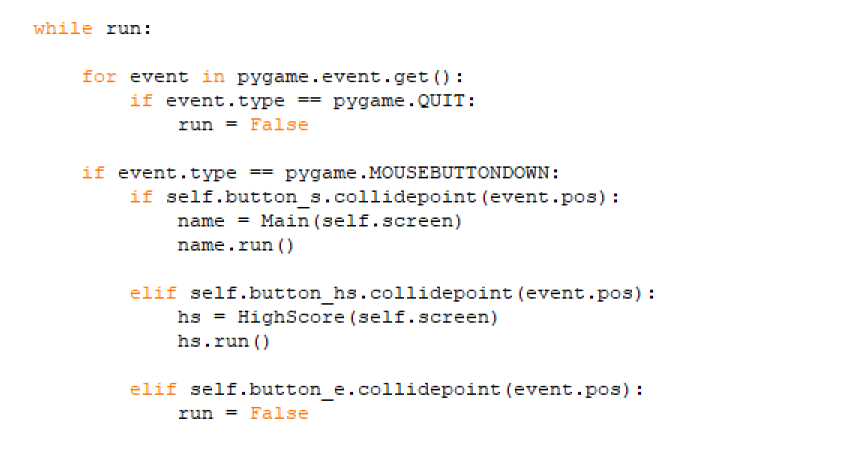 while run:
    for event in pygame.event.get():
        if event.type == pygame.QUIT:
            run = False
    if event.type == pygame.MOUSEBUTTONDOWN:
        if self.button_s.collidepoint(event.pos):
            name = Main(self.screen)
            name.run()
        elif self.button_hs.collidepoint(event.pos):
            hs = HighScore(self.screen)
            hs.run()
        elif self.button_e.collidepoint(event.pos):
            run = False